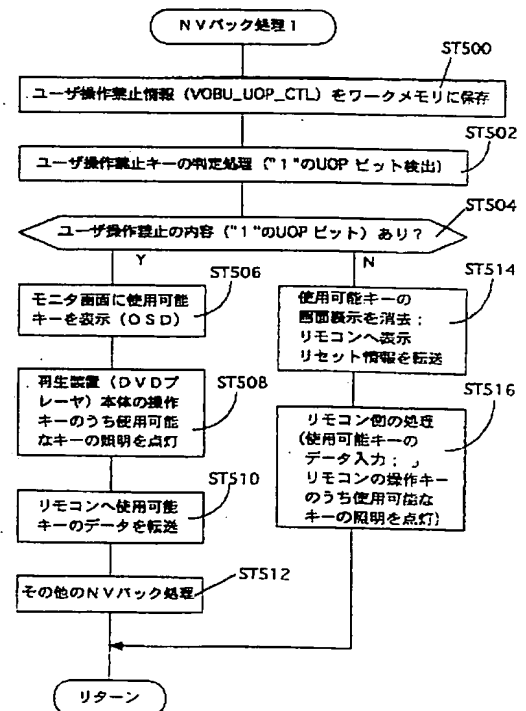 NVパック処理1
ST500
ユーザ操作禁止情報（VOBU_UOP_CTL）をワークメモリに保存
ST502
ユーザ操作禁止キーの判定処理（"1"のUOP ビット検出）
ST504
ユーザ操作禁止の内容（"1"のUOP ビット）あり？
Y
N
ST506
モニタ画面に使用可能
キーを表示（OSD）
ST508
再生装置（DVDプ
レーヤ）本体の操作
キーのうち使用可能
なキーの照明を点灯
ST510
リモコンへ使用可能
キーのデータを転送
ST512
その他のNVパック処理
ST514
使用可能キーの
画面表示を消去；
リモコンへ表示
リセット情報を転送
ST516
リモコン側の処理
（使用可能キーの
データ入力；
リモコンの操作キー
のうち使用可能な
キーの照明を点灯）
リターン